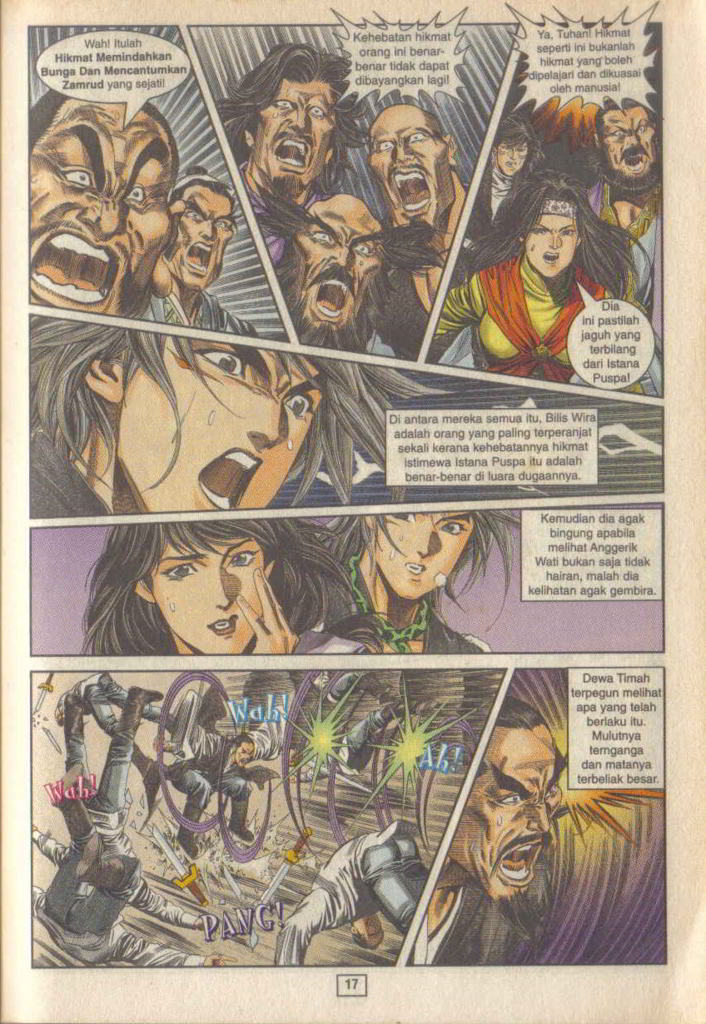 Wah! Itulah
Hikmat Memindahkan
Bunga Dan Mencantumkan
Zamrud yang sejati!
Kehebatan hikmat
orang ini benar-
benar tidak dapat
dibayangkan lagi!
Ya, Tuhan! Hikmat
seperti ini bukanlah
hikmat yang boleh
dipelajari dan dikuasai
oleh manusia!
Dia
ini pastilah
jaguh yang
terbilang
dari Istana
Puspa!
Di antara mereka semua itu, Bilis Wira
adalah orang yang paling terperanjat
sekali kerana kehebatannya hikmat
istimewa Istana Puspa itu adalah
benar-benar di luara dugaannya.
Kemudian dia agak
bingung apabila
melihat Anggerik
Wati bukan saja tidak
hairan, malah dia
kelihatan agak gembira.
Wah!
Ah!
Wah!
PANG!
Dewa Timah
terpegun melihat
apa yang telah
berlaku itu.
Mulutnya
ternganga
dan matanya
terbeliak besar.
17